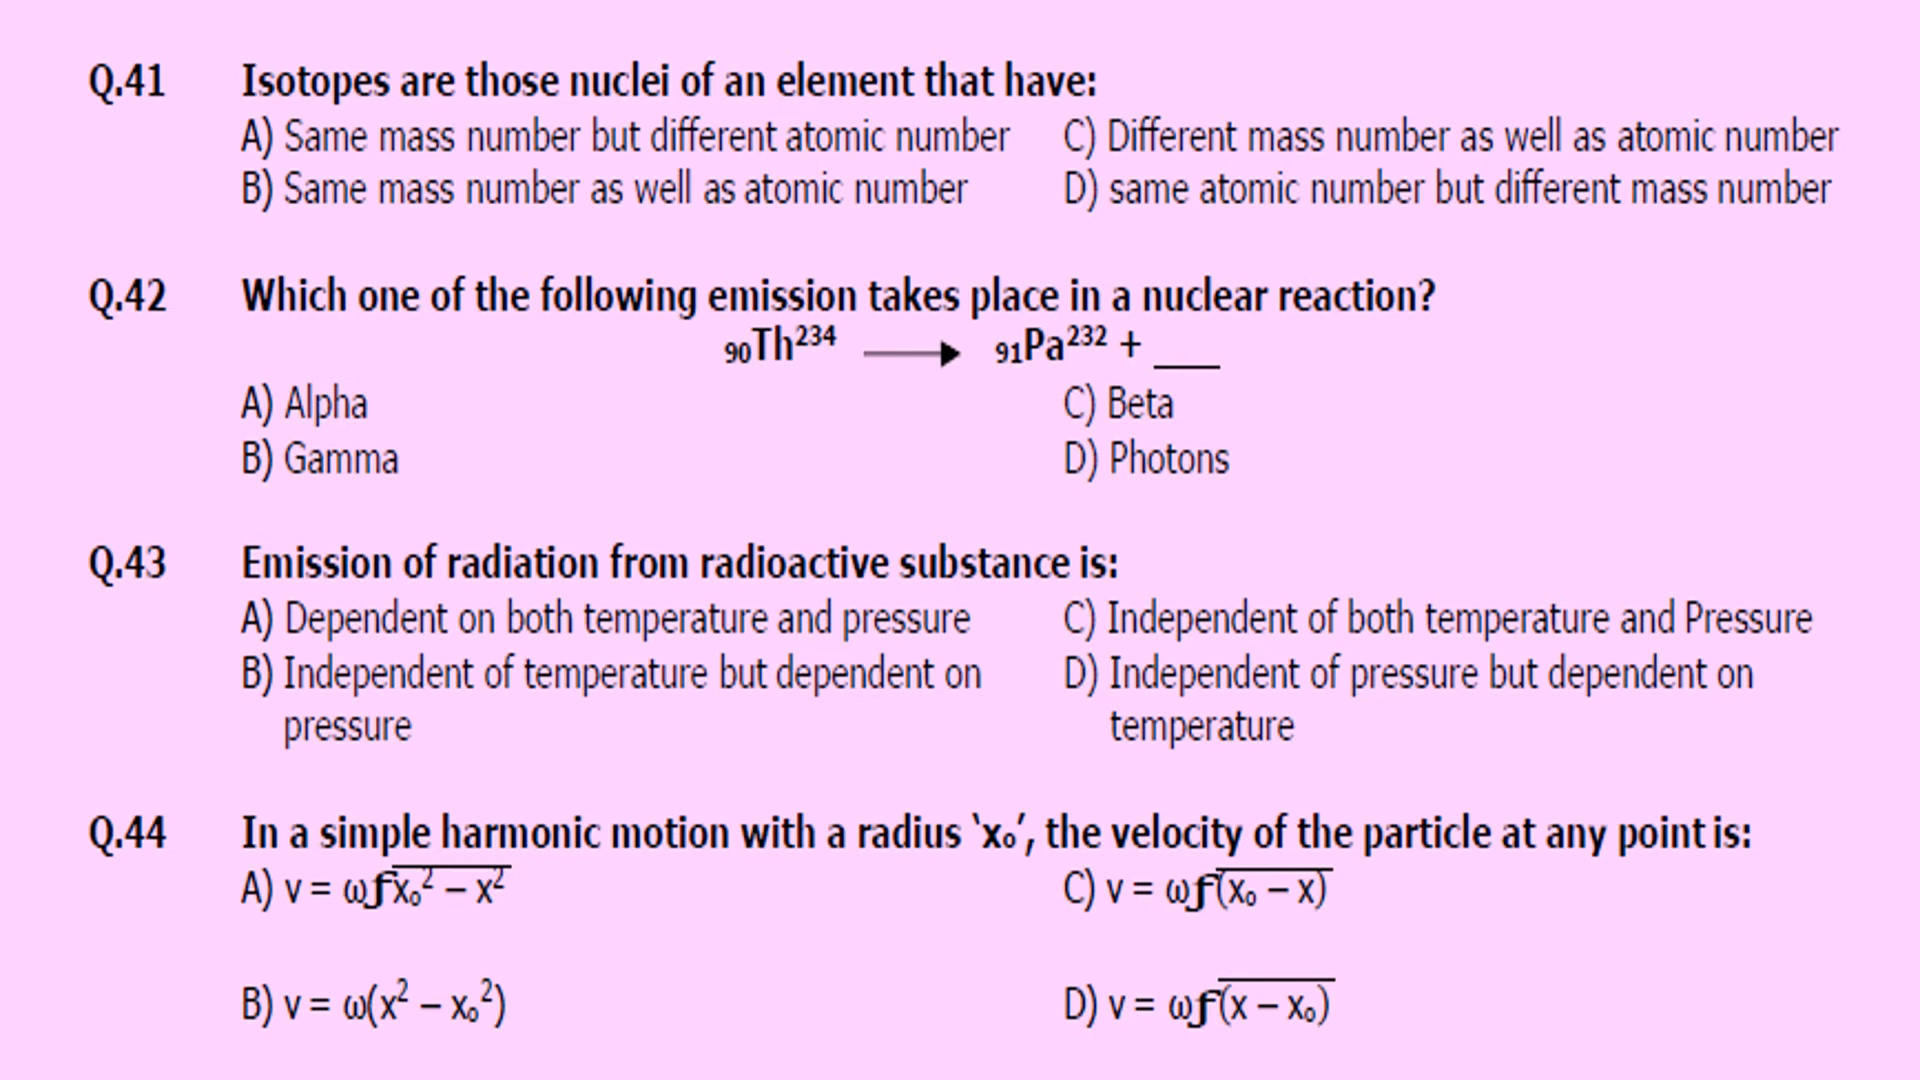 Q.41 Isotopes are those nuclei of an element that have:
A) Same mass number but different atomic number C) Different mass number as well as atomic number
B) Same mass number as well as atomic number D) same atomic number but different mass number
Q.42 Which one of the following emission takes place in a nuclear reaction?
₉₀Th²³⁴ → ₉₁Pa²³² + ___
A) Alpha C) Beta
B) Gamma D) Photons
Q.43 Emission of radiation from radioactive substance is:
A) Dependent on both temperature and pressure C) Independent of both temperature and Pressure
B) Independent of temperature but dependent on D) Independent of pressure but dependent on
pressure temperature
Q.44 In a simple harmonic motion with a radius ‘xₒ’, the velocity of the particle at any point is:
A) v = ωƒxₒ² – x² C) v = ωƒ(xₒ – x)
B) v = ω(x² – xₒ²) D) v = ωƒ(x – xₒ)